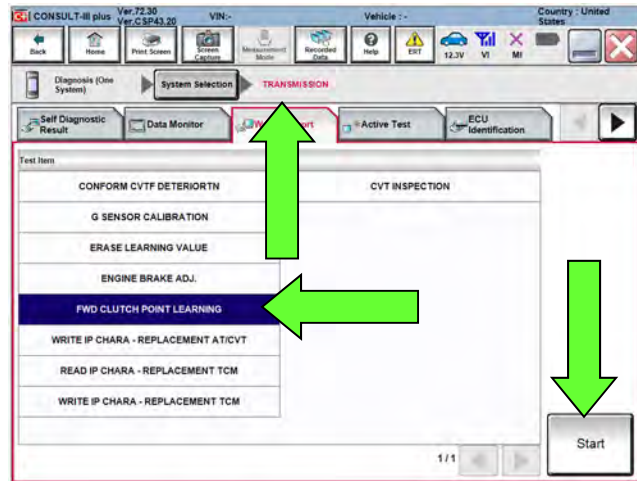 CONSULT-III plus Ver.72.30
Ver.CSP43.20
VIN:-
Vehicle : -
Country : United
States
Back
Home
Print Screen
Screen
Capture
Measurement
Mode
Recorded
Data
Help
ERT
12.3V
VI
MI
Diagnosis (One
System)
System Selection
TRANSMISSION
Self Diagnostic
Result
Data Monitor
Active Test
ECU
Identification
Test Item
CONFORM CVTF DETERIORTN
CVT INSPECTION
G SENSOR CALIBRATION
ERASE LEARNING VALUE
ENGINE BRAKE ADJ.
FWD CLUTCH POINT LEARNING
WRITE IP CHARA - REPLACEMENT AT/CVT
READ IP CHARA - REPLACEMENT TCM
WRITE IP CHARA - REPLACEMENT TCM
1/1
Start